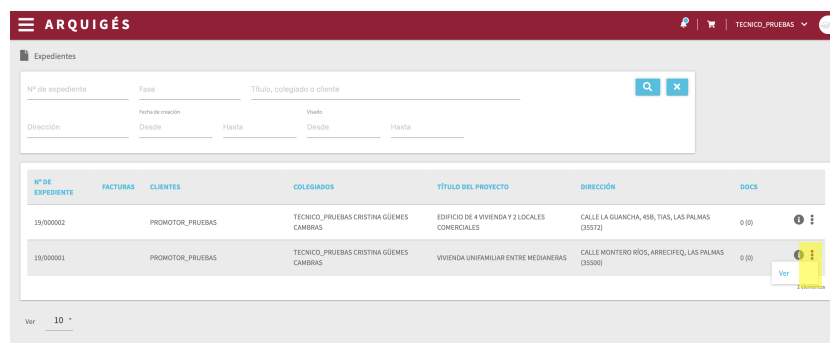 ARQUIGÉS
TECNICO_PRUEBAS
Expedientes
Nº de expediente Fase Título, colegiado o cliente
Fecha de creación Visado
Dirección Desde Hasta Desde Hasta
Nº DE EXPEDIENTE FACTURAS CLIENTES COLEGIADOS TÍTULO DEL PROYECTO DIRECCIÓN DOCS
19/000002 PROMOTOR_PRUEBAS TECNICO_PRUEBAS CRISTINA GÜEMES CAMBRAS EDIFICIO DE 4 VIVIENDA Y 2 LOCALES COMERCIALES CALLE LA GUANCHA, 45B, TIAS, LAS PALMAS (35572) 0 (0)
19/000001 PROMOTOR_PRUEBAS TECNICO_PRUEBAS CRISTINA GÜEMES CAMBRAS VIVIENDA UNIFAMILIAR ENTRE MEDIANERAS CALLE MONTERO RÍOS, ARRECIFEQ, LAS PALMAS (35500) 0 (0)
Ver
2 elementos
Ver 10